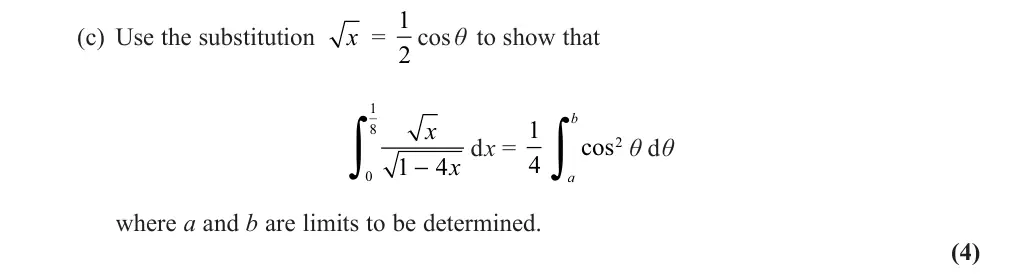 (c) Use the substitution √x = 1/2 cos θ to show that
∫₀^(1/8) √x / √(1 – 4x) dx = 1/4 ∫ₐᵇ cos² θ dθ
where a and b are limits to be determined.
(4)